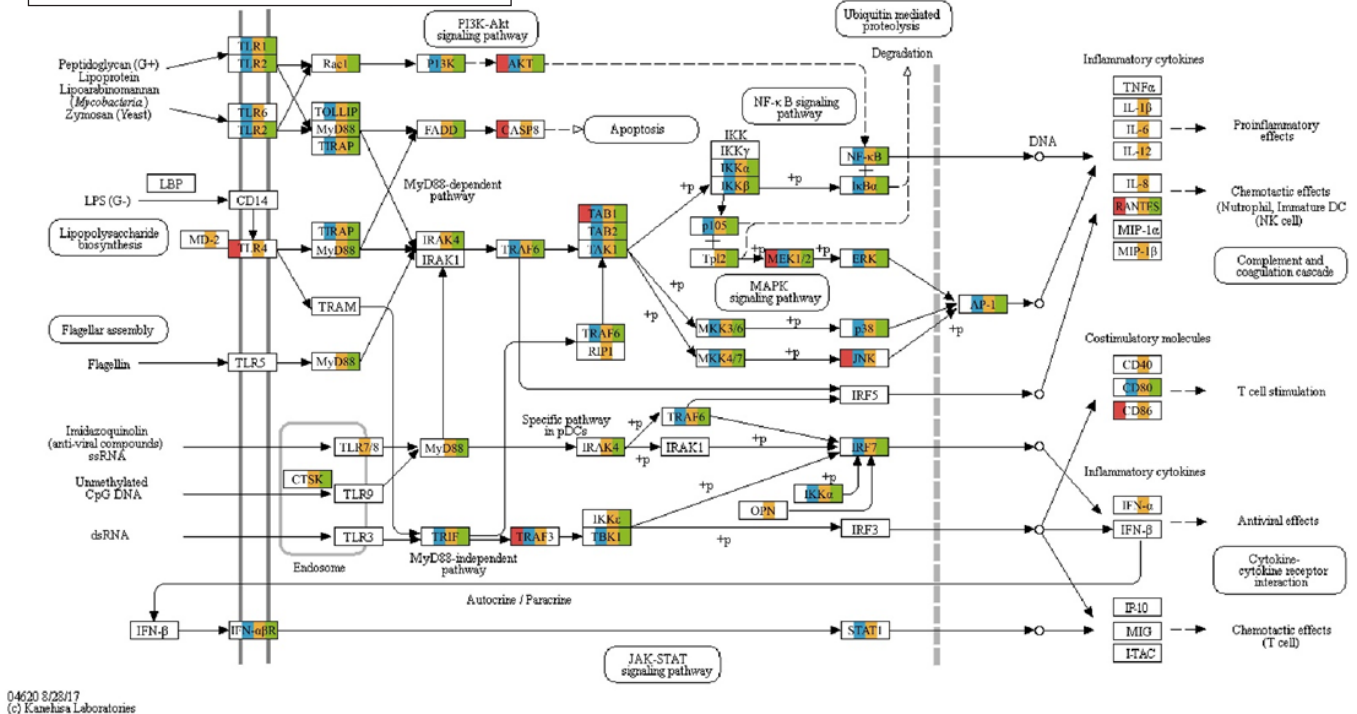 PI3K-Akt
signaling pathway
Ubiquitin mediated
proteolysis
Degradation
Peptidoglycan (G+)
Lipoprotein
Lipoarabinomannan
(Mycobacteria)
Zymosan (Yeast)
TLR1
TLR2
TLR6
TLR2
Rac1
PI3K
AKT
TOLLIP
MyD88
TIRAP
FADD
CASP8
Apoptosis
NF-κ B signaling
pathway
IKK
IKKγ
IKKα
IKKβ
+p
+p
NF-κB
IκBα
DNA
Inflammatory cytokines
TNFα
IL-1β
IL-6
IL-12
Proinflammatory
effects
IL-8
RANTES
MIP-1α
MIP-1β
Chemotactic effects
(Nutrophil, Immature DC
(NK cell)
Complement and
coagulation cascade
LBP
LPS (G-)
CD14
Lipopolysaccharide
biosynthesis
MD-2
TLR4
TIRAP
MyD88
MyD88-dependent
pathway
IRAK4
IRAK1
TRAF6
TAB1
TAB2
TAK1
p105
Tpl2
+p
MEK1/2
+p
ERK
MAPK
signaling pathway
TRAM
+p
+p
TRAF6
RIP1
MKK3/6
+p
p38
MKK4/7
+p
JNK
+p
AP-1
Flagellar assembly
Flagellin
TLR5
MyD88
IRF5
Costimulatory molecules
CD40
CD80
CD86
T cell stimulation
Imidazoquinolin
(anti-viral compounds)
ssRNA
TLR7/8
MyD88
Specific pathway
in pDCs
IRAK4
+p
+p
TRAF6
IRAK1
+p
+p
IRF7
Unmethylated
CpG DNA
CTSK
TLR9
+p
+p
IKKα
OPN
Inflammatory cytokines
IFN-α
IFN-β
Antiviral effects
dsRNA
TLR3
Endosome
TRIF
TRAF3
IKKε
TBK1
+p
IRF3
MyD88-independent
pathway
Cytokine-
cytokine receptor
interaction
Autocrine / Paracrine
IFN-β
IFN-αβR
STAT1
JAK-STAT
signaling pathway
IP-10
MIG
I-TAC
Chemotactic effects
(T cell)
04620 8/28/17
(c) Kanehisa Laboratories